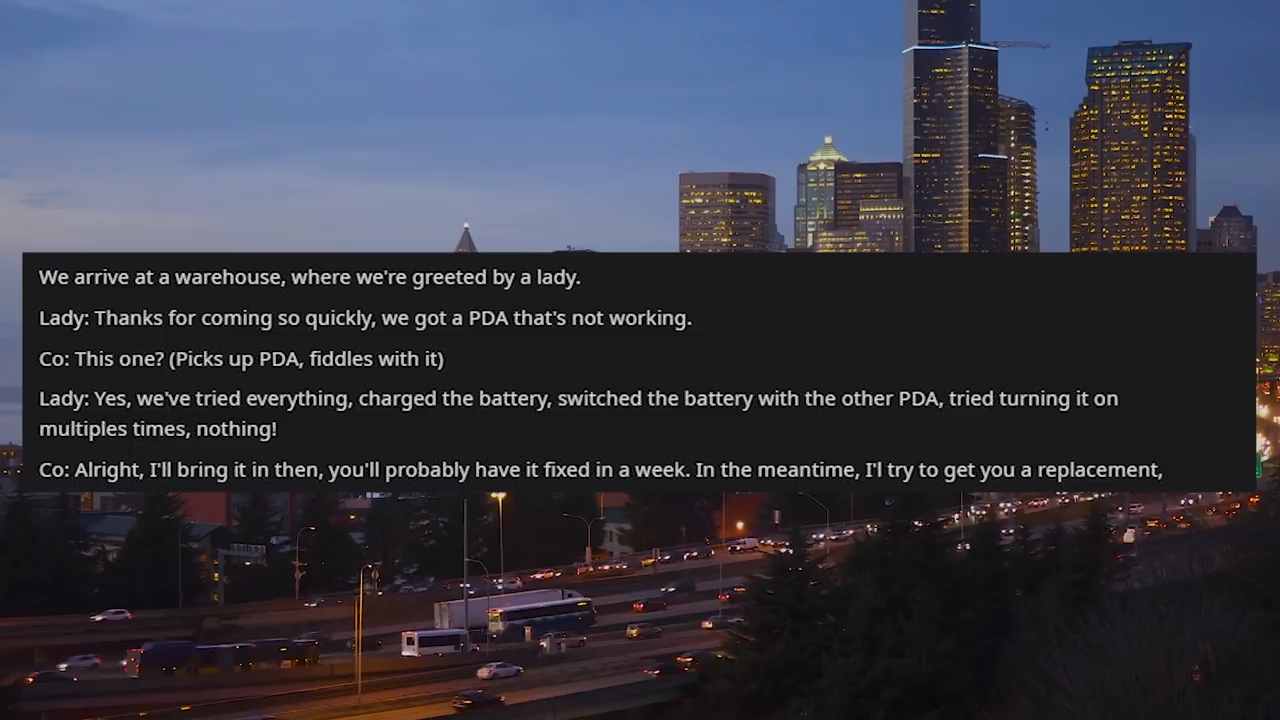 We arrive at a warehouse, where we're greeted by a lady.
Lady: Thanks for coming so quickly, we got a PDA that's not working.
Co: This one? (Picks up PDA, fiddles with it)
Lady: Yes, we've tried everything, charged the battery, switched the battery with the other PDA, tried turning it on
multiples times, nothing!
Co: Alright, I'll bring it in then, you'll probably have it fixed in a week. In the meantime, I'l try to get you a replacement,